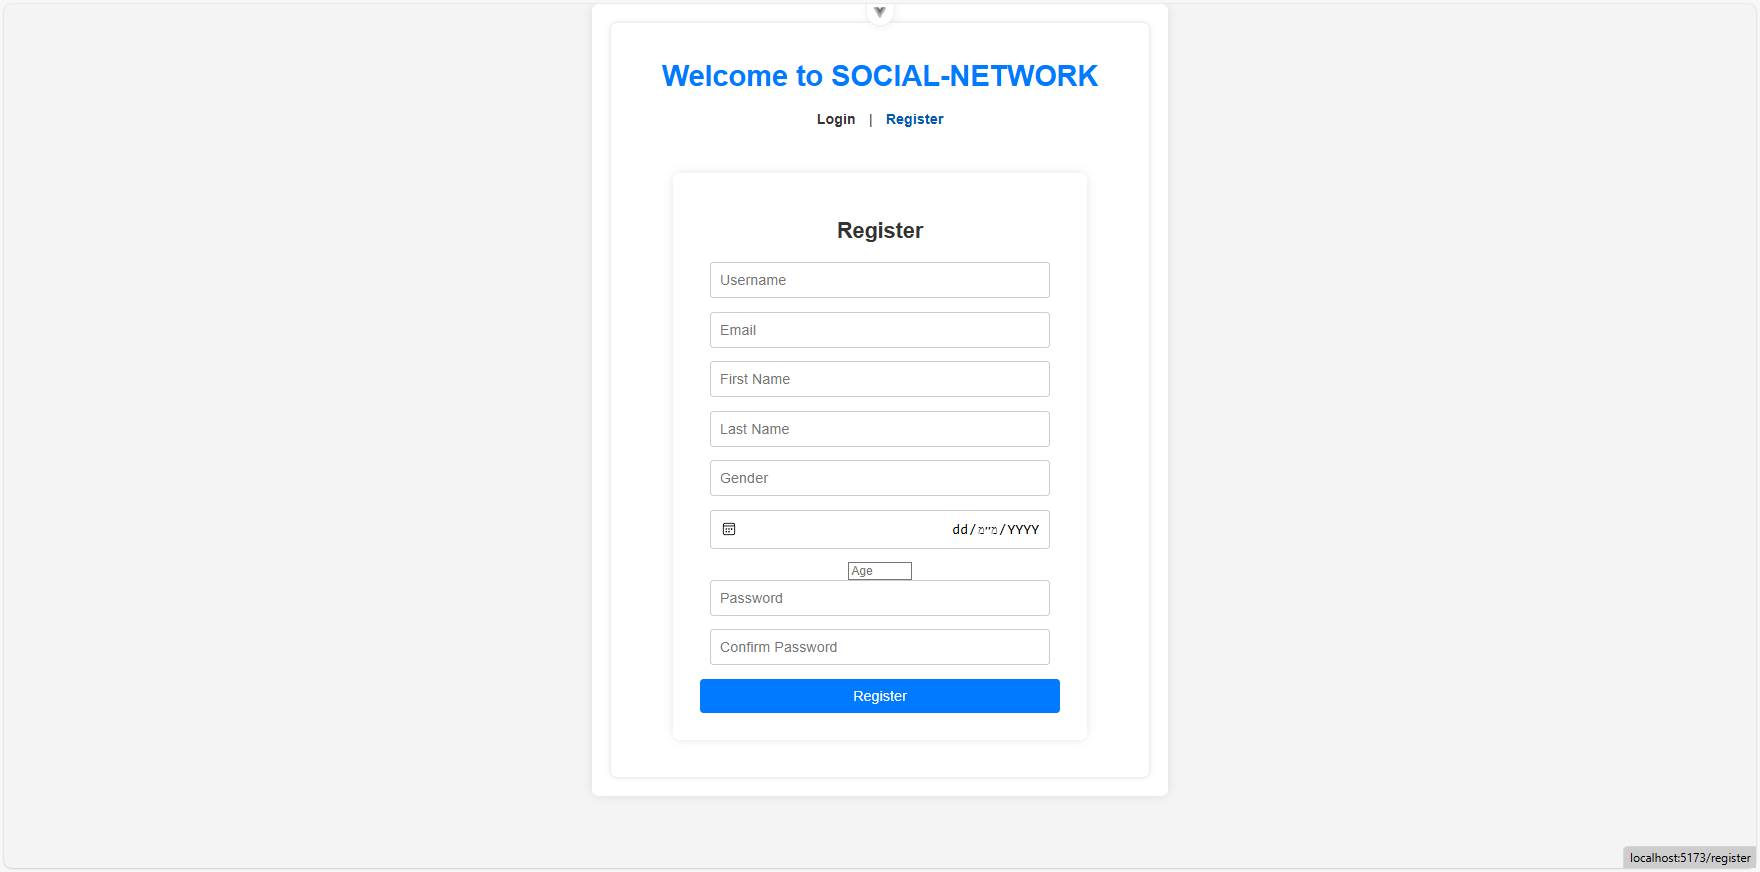 Welcome to SOCIAL-NETWORK
Login | Register
Register
Username
Email
First Name
Last Name
Gender
dd/מ״מ/YYYY
Age
Password
Confirm Password
Register
localhost:5173/register